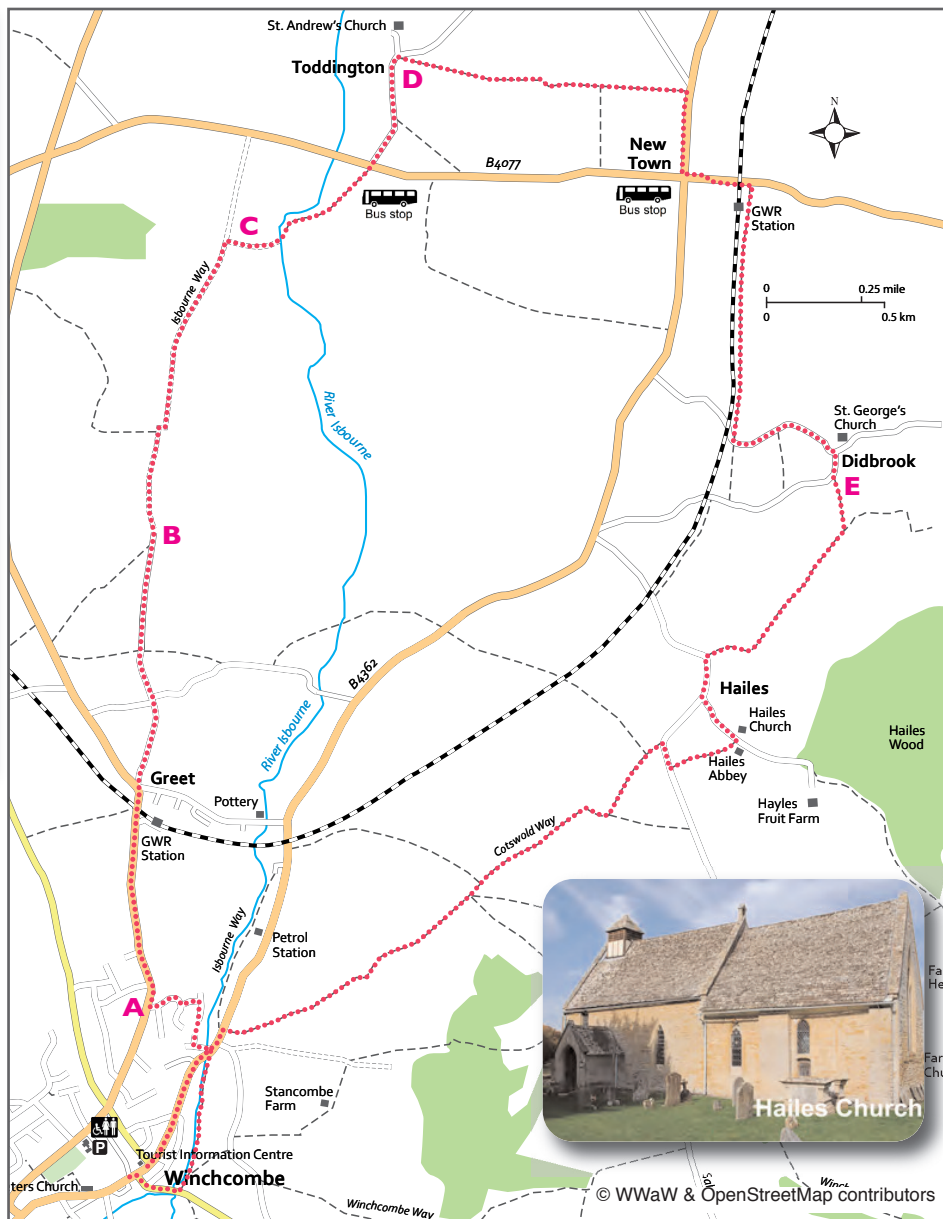 St. Andrew's Church
Toddington
D
N
New
Town
B4077
Bus stop
Bus stop
GWR
Station
C
Isbourne Way
0
0.25 mile
0
0.5 km
River Isbourne
St. George's
Church
Didbrook
E
B
B4362
Hailes
Hailes
Church
Hailes
Abbey
Hailes
Wood
River Isbourne
Greet
Pottery
GWR
Station
Hayles
Fruit Farm
Cotswold Way
Isbourne Way
Petrol
Station
A
Stancombe
Farm
P
Tourist Information Centre
Winchcombe
ters Church
Winchcombe Way
Hailes Church
© WWaW & OpenStreetMap contributors